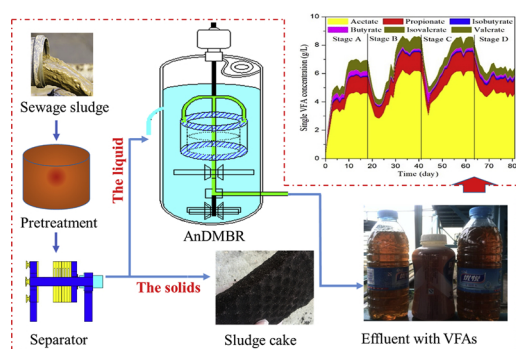 Sewage sludge
Pretreatment
Separator
The liquid
The solids
AnDMBR
Sludge cake
Effluent with VFAs
Acetate
Propionate
Isobutyrate
Butyrate
Isovalerate
Valerate
Stage A
Stage B
Stage C
Stage D
Single VFA concentration (g/L)
10
9
8
7
6
5
4
3
2
1
0
0
10
20
30
40
50
60
70
80
Time (day)